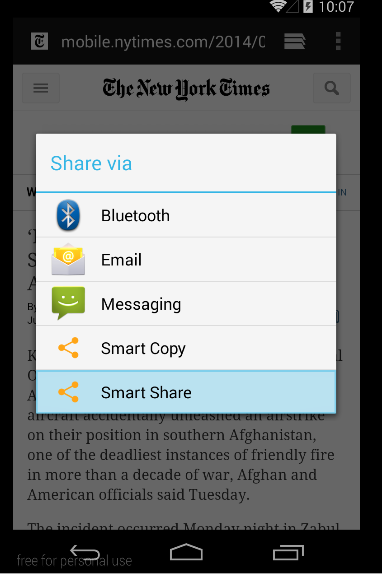 10:07
mobile.nytimes.com/2014/0
The New York Times
Share via
Bluetooth
Email
Messaging
Smart Copy
Smart Share
aircraft accidentally unleashed an airstrike
on their position in southern Afghanistan,
one of the deadliest instances of friendly fire
in more than a decade of war, Afghan and
American officials said Tuesday.
The incident occurred Monday night in Zabul
free for personal use